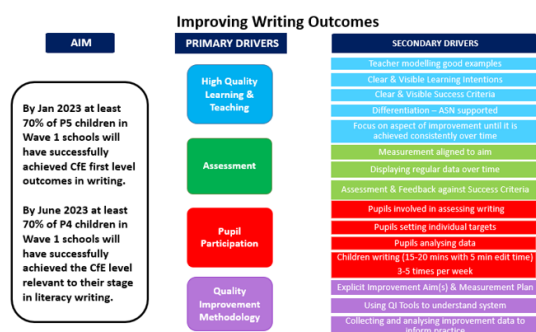 Improving Writing Outcomes
AIM
By Jan 2023 at least
70% of P5 children in
Wave 1 schools will
have successfully
achieved CfE first level
outcomes in writing.
By June 2023 at least
70% of P4 children in
Wave 1 schools will
have successfully
achieved the CfE level
relevant to their stage
in literacy writing.
PRIMARY DRIVERS
High Quality
Learning &
Teaching
Assessment
Pupil
Participation
Quality
Improvement
Methodology
SECONDARY DRIVERS
Teacher modelling good examples
Clear & Visible Learning Intentions
Clear & Visible Success Criteria
Differentiation – ASN supported
Focus on aspect of improvement until it is
achieved consistently over time
Measurement aligned to aim
Displaying regular data over time
Assessment & Feedback against Success Criteria
Pupils involved in assessing writing
Pupils setting individual targets
Pupils analysing data
Children writing (15-20 mins with 5 min edit time)
3-5 times per week
Explicit Improvement Aim(s) & Measurement Plan
Using QI Tools to understand system
Collecting and analysing improvement data to
inform practice